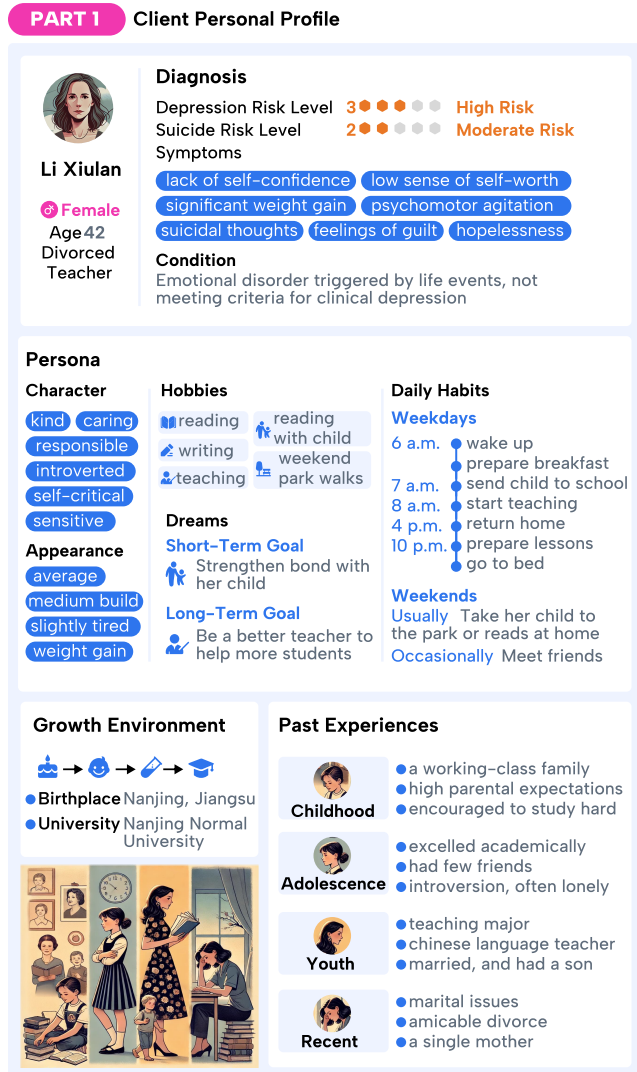 PART 1
Client Personal Profile
Li Xiulan
Female
Age 42
Divorced
Teacher
Diagnosis
Depression Risk Level 3 High Risk
Suicide Risk Level 2 Moderate Risk
Symptoms
lack of self-confidence low sense of self-worth
significant weight gain psychomotor agitation
suicidal thoughts feelings of guilt hopelessness
Condition
Emotional disorder triggered by life events, not
meeting criteria for clinical depression
Persona
Character
kind caring
responsible
introverted
self-critical
sensitive
Appearance
average
medium build
slightly tired
weight gain
Hobbies
reading
writing
teaching
reading
with child
weekend
park walks
Dreams
Short-Term Goal
Strengthen bond with
her child
Long-Term Goal
Be a better teacher to
help more students
Daily Habits
Weekdays
6 a.m. wake up
prepare breakfast
7 a.m. send child to school
8 a.m. start teaching
4 p.m. return home
10 p.m. prepare lessons
go to bed
Weekends
Usually Take her child to
the park or reads at home
Occasionally Meet friends
Growth Environment
Birthplace Nanjing, Jiangsu
University Nanjing Normal
University
Past Experiences
Childhood
a working-class family
high parental expectations
encouraged to study hard
Adolescence
excelled academically
had few friends
introversion, often lonely
Youth
teaching major
chinese language teacher
married, and had a son
Recent
marital issues
amicable divorce
a single mother